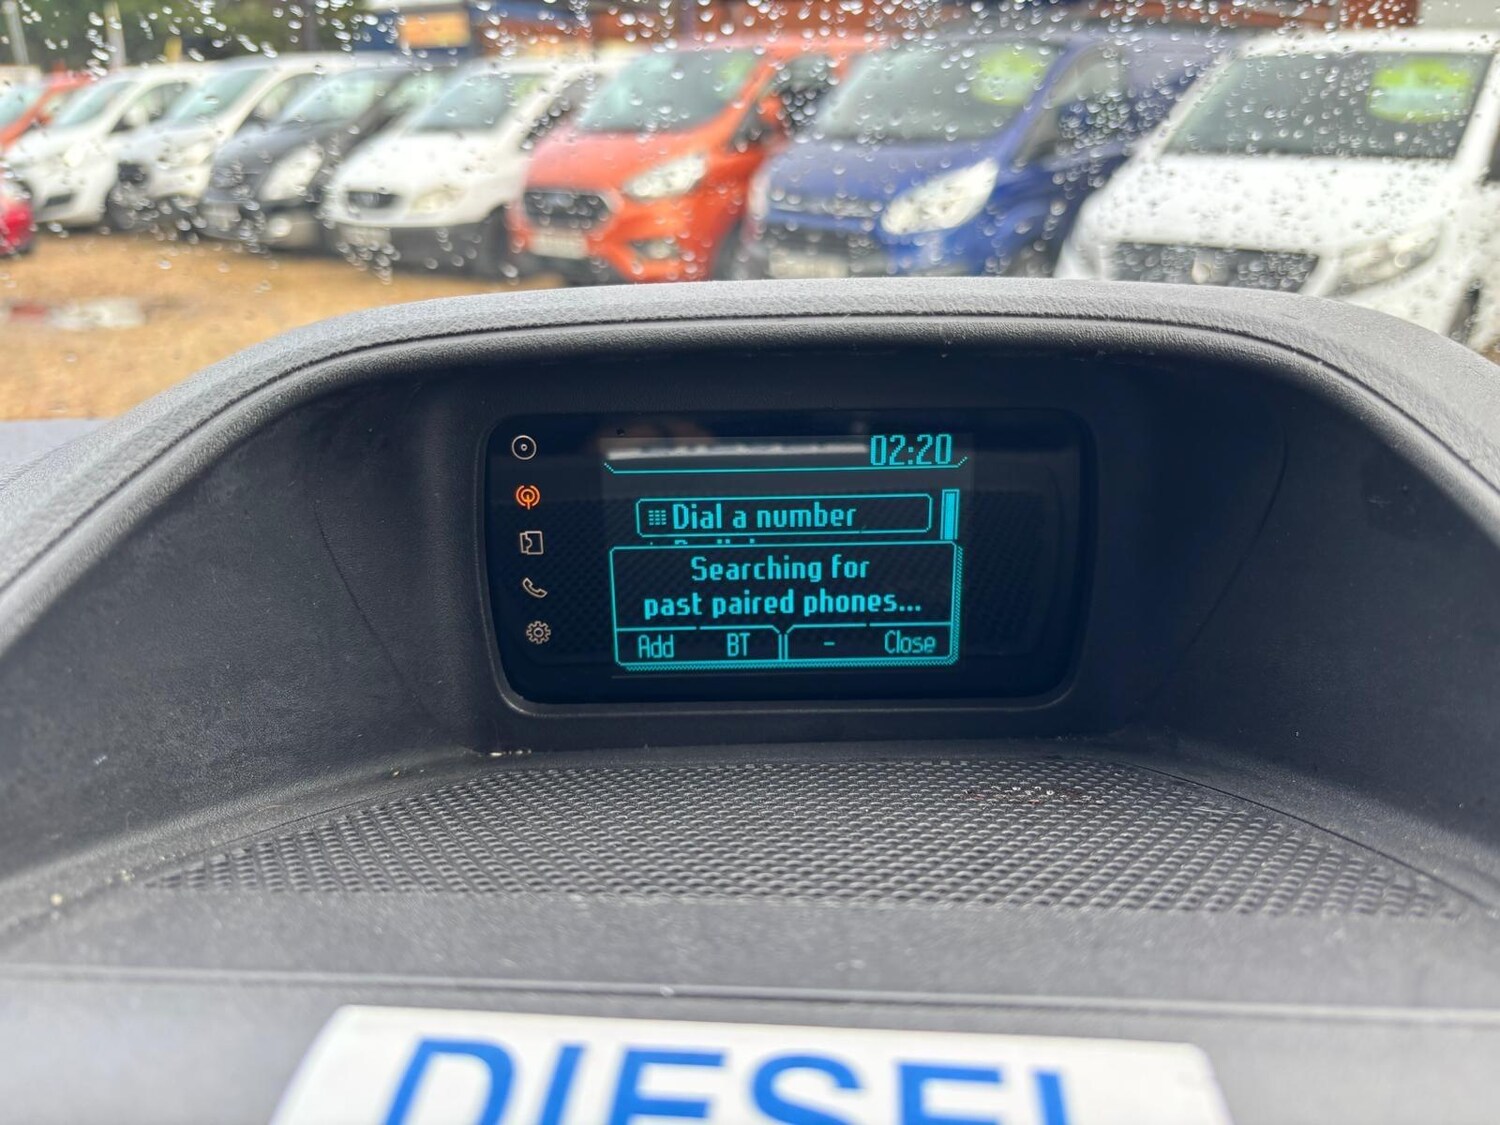 02:20
Dial a number
Searching for
past paired phones...
Add BT - Close
DIESEL